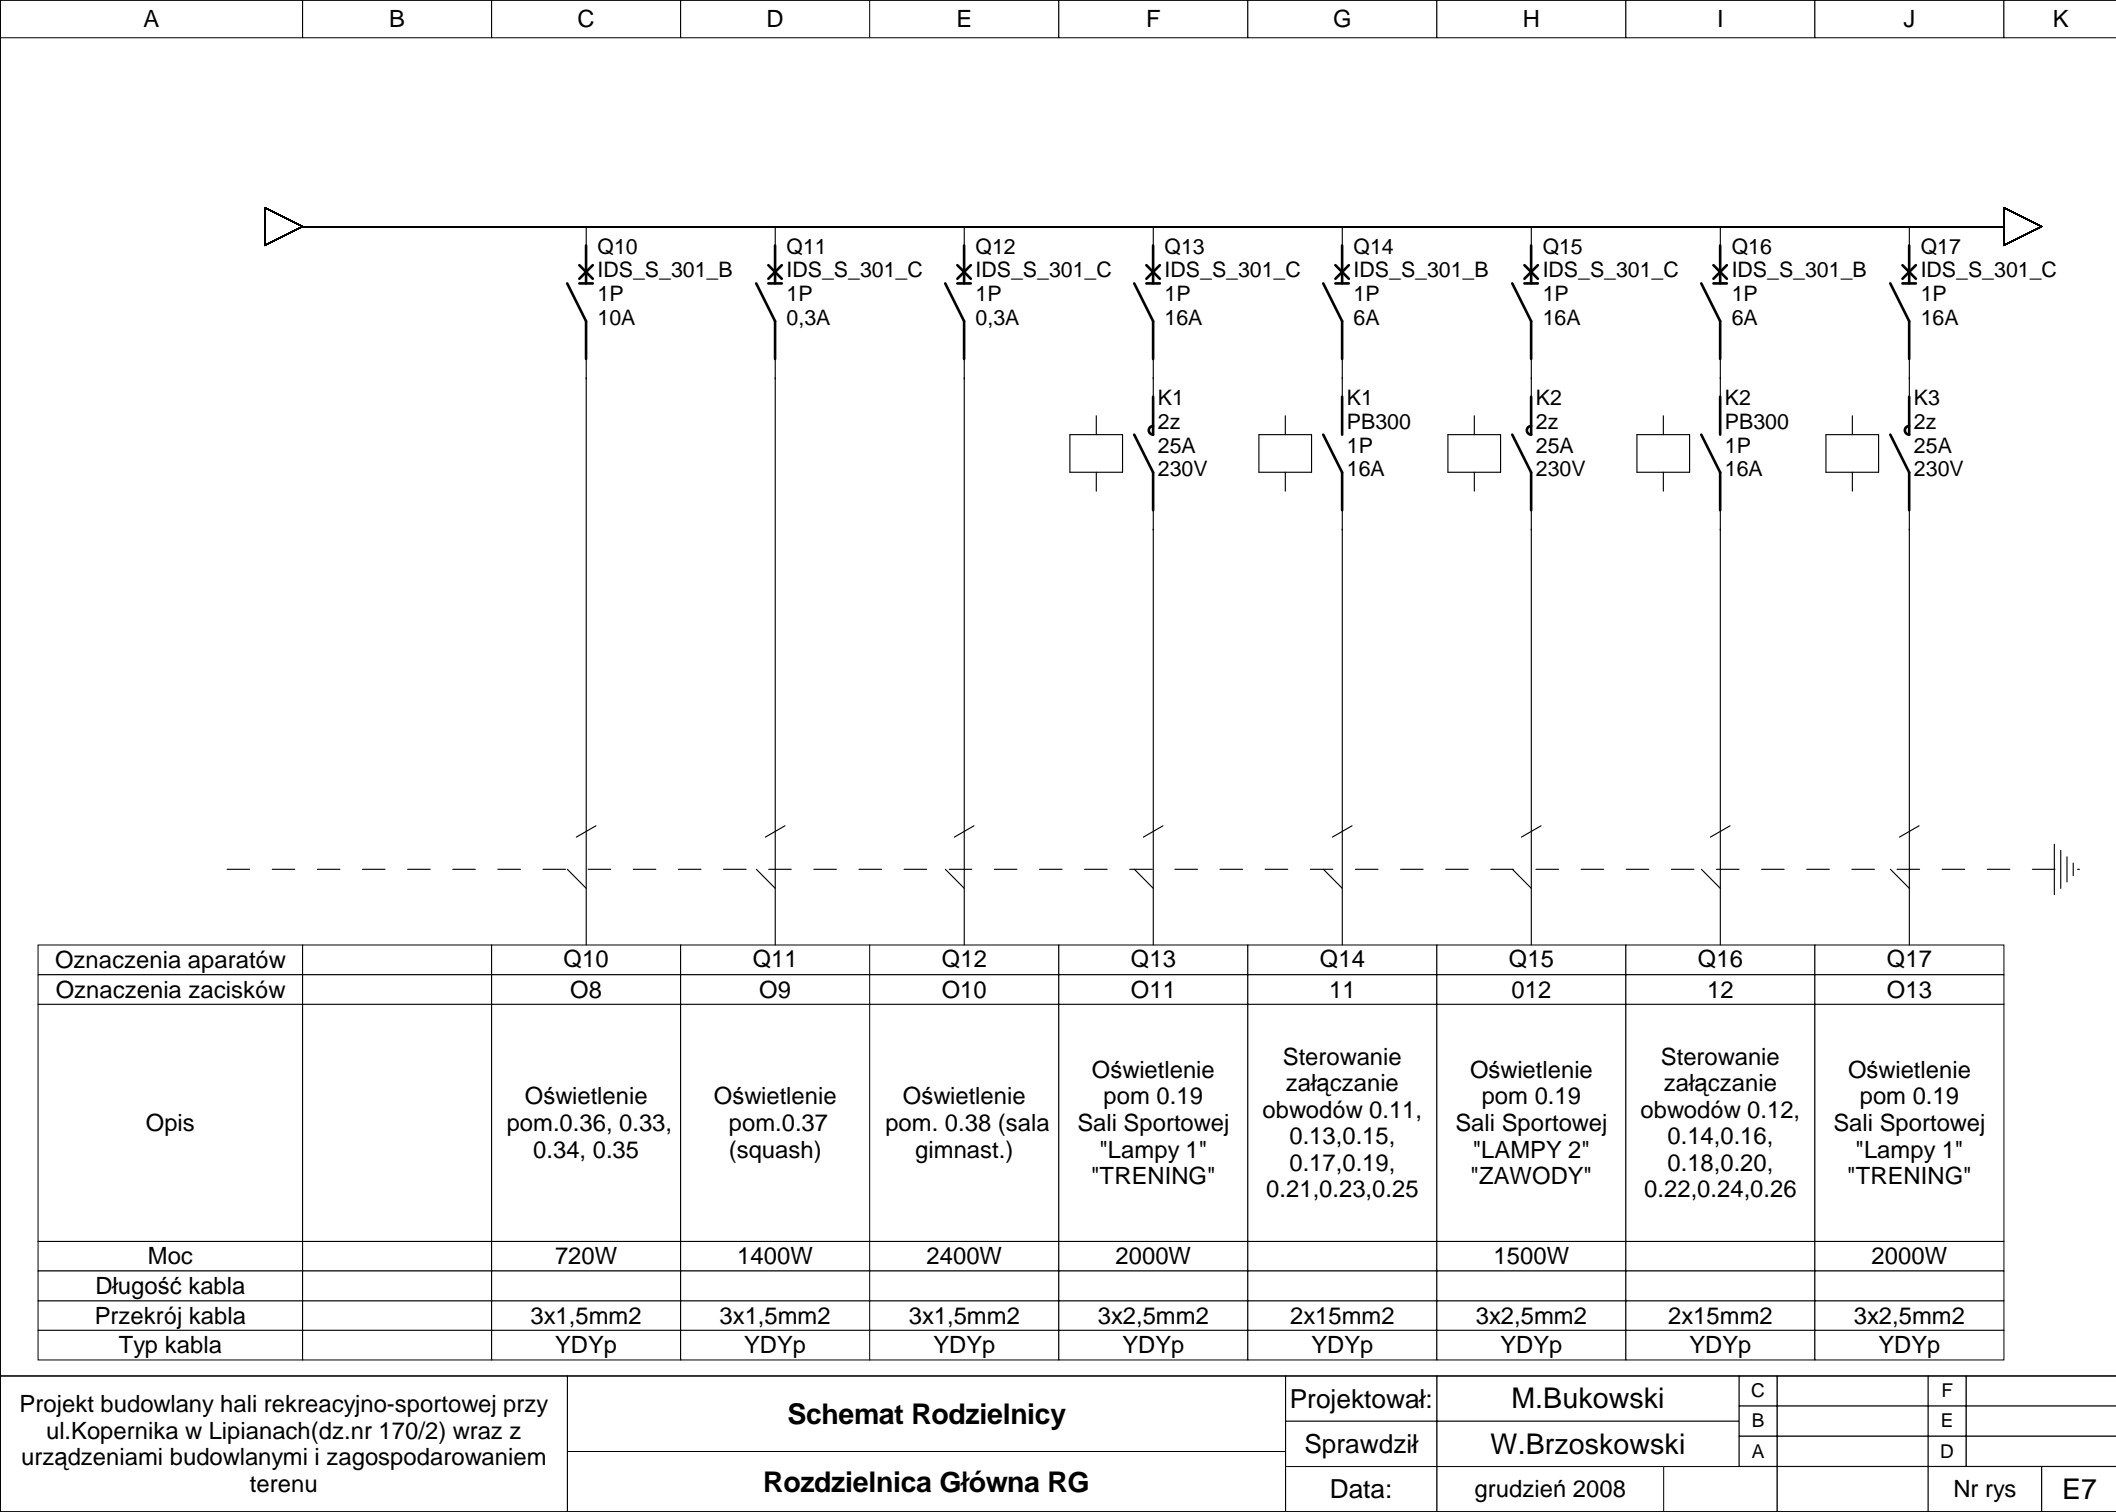 A B C D E F G H I J K
Q10 Q11 Q12 Q13 Q14 Q15 Q16 Q17
IDS_S_301_B IDS_S_301_C IDS_S_301_C IDS_S_301_C IDS_S_301_B IDS_S_301_C IDS_S_301_B IDS_S_301_C
1P 1P 1P 1P 1P 1P 1P 1P
10A 0,3A 0,3A 16A 6A 16A 6A 16A
K1 K1 K2 K2 K3
2z PB300 2z PB300 2z
25A 1P 25A 1P 25A
230V 16A 230V 16A 230V
Oznaczenia aparatów Q10 Q11 Q12 Q13 Q14 Q15 Q16 Q17
Oznaczenia zacisków O8 O9 O10 O11 11 012 12 O13
Opis
Oświetlenie
pom.0.36, 0.33,
0.34, 0.35
Oświetlenie
pom.0.37
(squash)
Oświetlenie
pom. 0.38 (sala
gimnast.)
Oświetlenie
pom 0.19
Sali Sportowej
"Lampy 1"
"TRENING"
Sterowanie
załączanie
obwodów 0.11,
0.13,0.15,
0.17,0.19,
0.21,0.23,0.25
Oświetlenie
pom 0.19
Sali Sportowej
"LAMPY 2"
"ZAWODY"
Sterowanie
załączanie
obwodów 0.12,
0.14,0.16,
0.18,0.20,
0.22,0.24,0.26
Oświetlenie
pom 0.19
Sali Sportowej
"Lampy 1"
"TRENING"
Moc 720W 1400W 2400W 2000W 1500W 2000W
Długość kabla
Przekrój kabla 3x1,5mm2 3x1,5mm2 3x1,5mm2 3x2,5mm2 2x15mm2 3x2,5mm2 2x15mm2 3x2,5mm2
Typ kabla YDYp YDYp YDYp YDYp YDYp YDYp YDYp YDYp
Projekt budowlany hali rekreacyjno-sportowej przy
ul.Kopernika w Lipianach(dz.nr 170/2) wraz z
urządzeniami budowlanymi i zagospodarowaniem
terenu
Schemat Rodzielnicy
Rozdzielnica Główna RG
Projektował: M.Bukowski
Sprawdził W.Brzoskowski
Data: grudzień 2008
C F
B E
A D
Nr rys E7